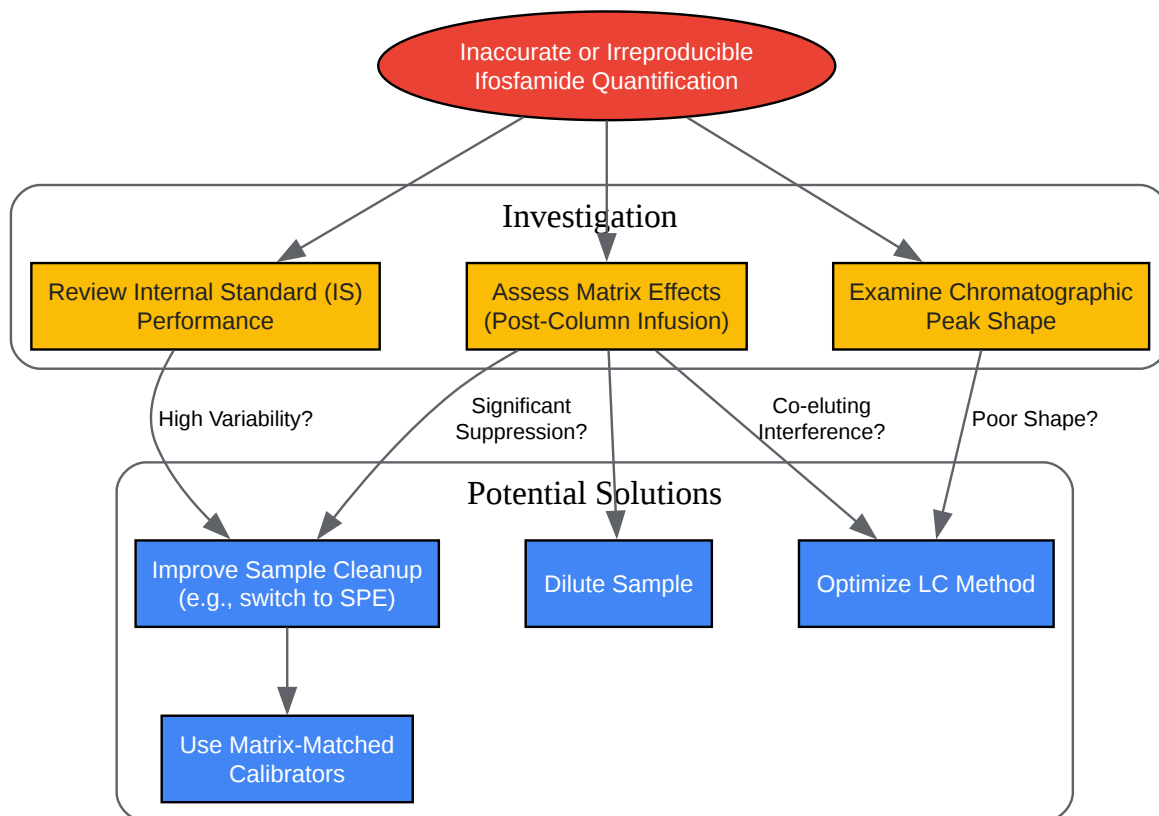 Inaccurate or Irreproducible
Ifosfamide Quantification
Investigation
Review Internal Standard (IS)
Performance
Assess Matrix Effects
(Post-Column Infusion)
Examine Chromatographic
Peak Shape
High Variability?
Significant
Suppression?
Co-eluting
Interference?
Poor Shape?
Potential Solutions
Improve Sample Cleanup
(e.g., switch to SPE)
Dilute Sample
Optimize LC Method
Use Matrix-Matched
Calibrators